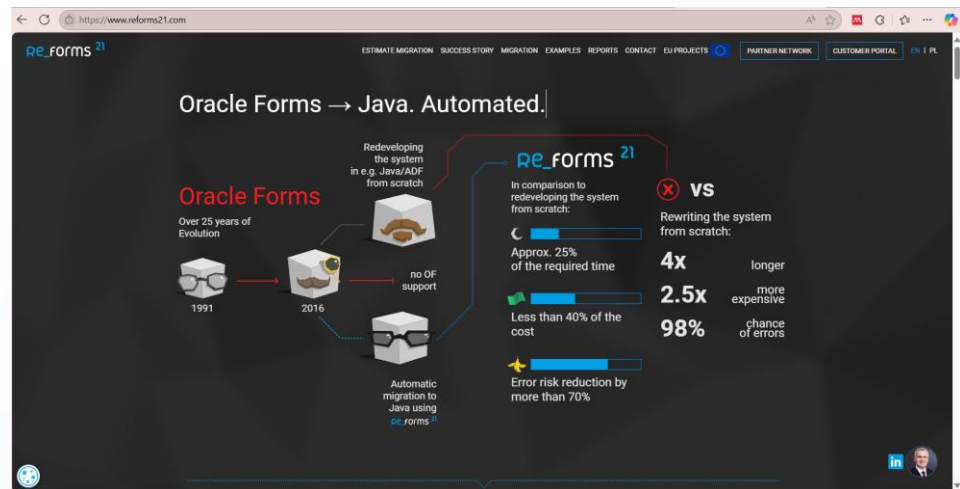 https://www.reforms21.com
Re_forms 21
ESTIMATE MIGRATION SUCCESS STORY MIGRATION EXAMPLES REPORTS CONTACT EU PROJECTS
PARTNER NETWORK
CUSTOMER PORTAL
EN | PL
Oracle Forms → Java. Automated.
Oracle Forms
Over 25 years of
Evolution
1991
2016
Redeveloping
the system
in e.g. Java/ADF
from scratch
no OF
support
Automatic
migration to
Java using
Re_forms 21
Re_forms 21
In comparison to
redeveloping the system
from scratch:
Approx. 25%
of the required time
Less than 40% of the
cost
Error risk reduction by
more than 70%
vs
Rewriting the system
from scratch:
4x longer
2.5x more
expensive
98% chance
of errors
in